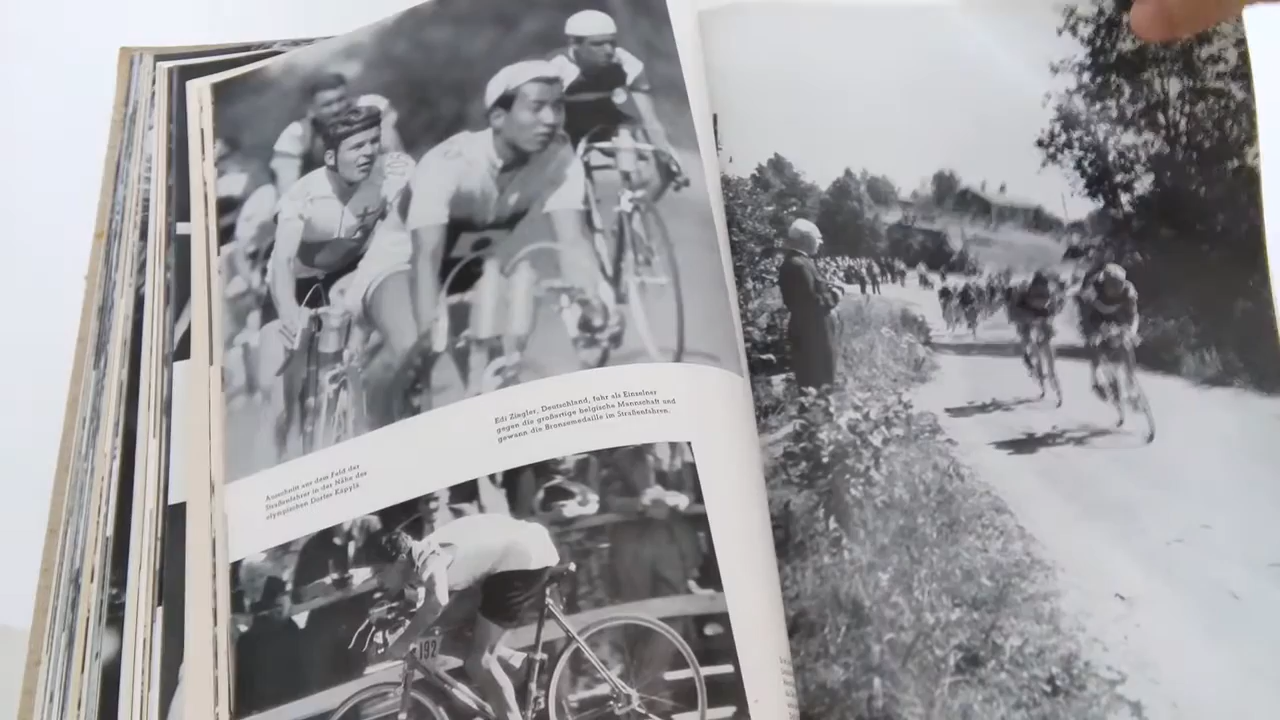 Edi Ziegler, Deutschland, fuhr als Einzelner
gegen die großartige belgische Mannschaft und
gewann die Bronzemedaille im Straßenfahren.
Ausschnitt aus dem Feld der
Straßenfahrer in der Nähe des
olympischen Dorfes Käpylä.
192